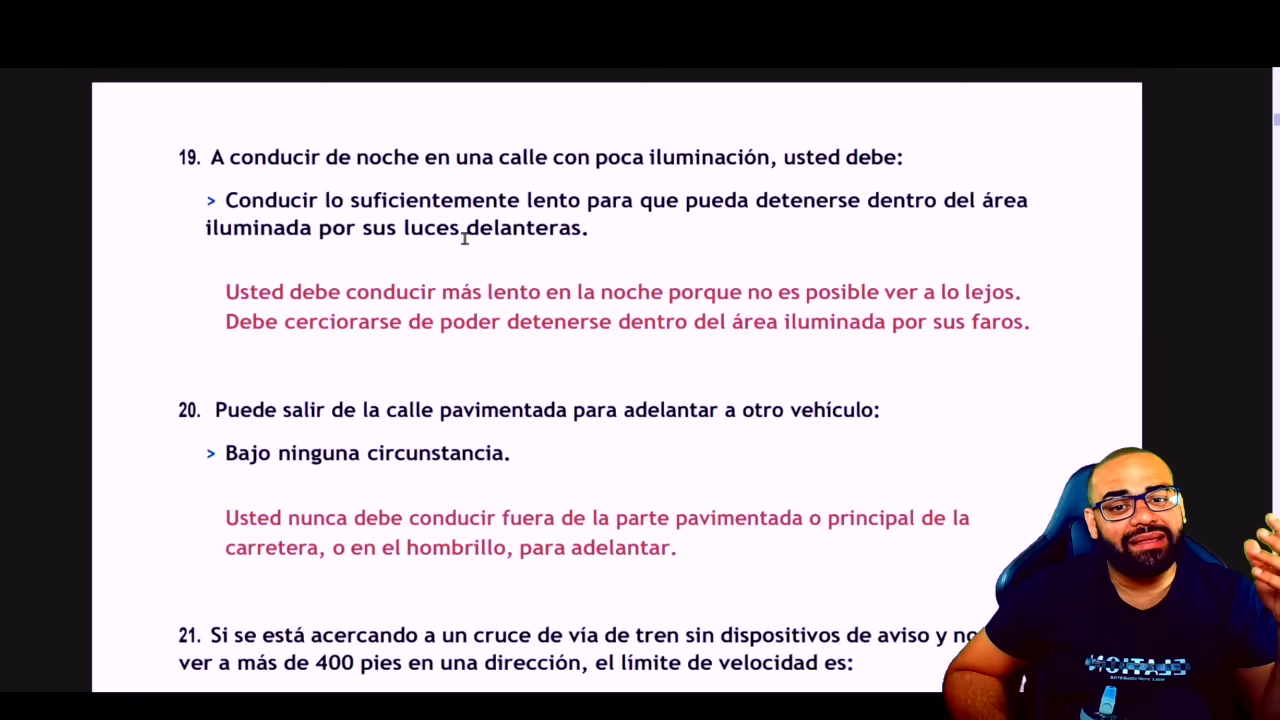 19. A conducir de noche en una calle con poca iluminación, usted debe:
> Conducir lo suficientemente lento para que pueda detenerse dentro del área
iluminada por sus luces delanteras.
Usted debe conducir más lento en la noche porque no es posible ver a lo lejos.
Debe cerciorarse de poder detenerse dentro del área iluminada por sus faros.
20. Puede salir de la calle pavimentada para adelantar a otro vehículo:
> Bajo ninguna circunstancia.
Usted nunca debe conducir fuera de la parte pavimentada o principal de la
carretera, o en el hombrillo, para adelantar.
21. Si se está acercando a un cruce de vía de tren sin dispositivos de aviso y
ver a más de 400 pies en una dirección, el límite de velocidad es: